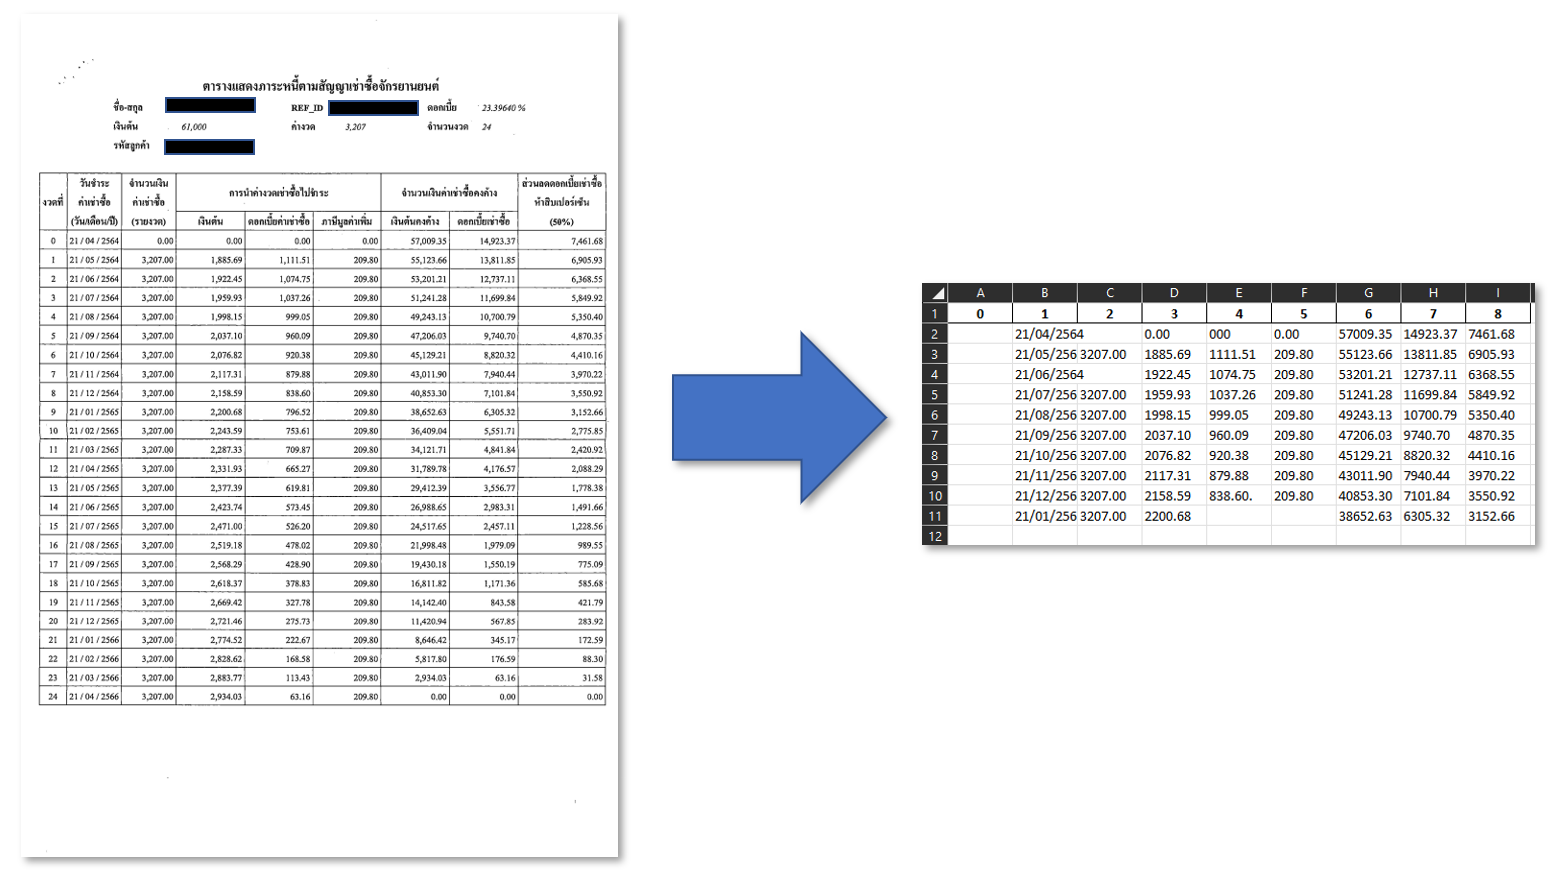 ตารางแสดงภาระหนี้ตามสัญญาเช่าซื้อจักรยานยนต์
ชื่อ-สกุล REF_ID ดอกเบี้ย 23.39640 %
เงินต้น 61,000 ค่างวด 3,207 จำนวนงวด 24
รหัสลูกค้า
งวดที่ วันชำระ ค่าเช่าซื้อ (วัน/เดือน/ปี) จำนวนเงิน ค่าเช่าซื้อ (รายงวด) การนำค่างวดเช่าซื้อไปชำระ จำนวนเงินค่าเช่าซื้อคงค้าง ส่วนลดดอกเบี้ยเช่าซื้อ ห้าสิบเปอร์เซ็น (50%)
เงินต้น ดอกเบี้ยค่าเช่าซื้อ ภาษีมูลค่าเพิ่ม เงินต้นคงค้าง ดอกเบี้ยเช่าซื้อ
0 21 / 04 / 2564 0.00 0.00 0.00 0.00 57,009.35 14,923.37 7,461.68
1 21 / 05 / 2564 3,207.00 1,885.69 1,111.51 209.80 55,123.66 13,811.85 6,905.93
2 21 / 06 / 2564 3,207.00 1,922.45 1,074.75 209.80 53,201.21 12,737.11 6,368.55
3 21 / 07 / 2564 3,207.00 1,959.93 1,037.26 209.80 51,241.28 11,699.84 5,849.92
4 21 / 08 / 2564 3,207.00 1,998.15 999.05 209.80 49,243.13 10,700.79 5,350.40
5 21 / 09 / 2564 3,207.00 2,037.10 960.09 209.80 47,206.03 9,740.70 4,870.35
6 21 / 10 / 2564 3,207.00 2,076.82 920.38 209.80 45,129.21 8,820.32 4,410.16
7 21 / 11 / 2564 3,207.00 2,117.31 879.88 209.80 43,011.90 7,940.44 3,970.22
8 21 / 12 / 2564 3,207.00 2,158.59 838.60 209.80 40,853.30 7,101.84 3,550.92
9 21 / 01 / 2565 3,207.00 2,200.68 796.52 209.80 38,652.63 6,305.32 3,152.66
10 21 / 02 / 2565 3,207.00 2,243.59 753.61 209.80 36,409.04 5,551.71 2,775.85
11 21 / 03 / 2565 3,207.00 2,287.33 709.87 209.80 34,121.71 4,841.84 2,420.92
12 21 / 04 / 2565 3,207.00 2,331.93 665.27 209.80 31,789.78 4,176.57 2,088.29
13 21 / 05 / 2565 3,207.00 2,377.39 619.81 209.80 29,412.39 3,556.77 1,778.38
14 21 / 06 / 2565 3,207.00 2,423.74 573.45 209.80 26,988.65 2,983.31 1,491.66
15 21 / 07 / 2565 3,207.00 2,471.00 526.20 209.80 24,517.65 2,457.11 1,228.56
16 21 / 08 / 2565 3,207.00 2,519.18 478.02 209.80 21,998.48 1,979.09 989.55
17 21 / 09 / 2565 3,207.00 2,568.29 428.90 209.80 19,430.18 1,550.19 775.09
18 21 / 10 / 2565 3,207.00 2,618.37 378.83 209.80 16,811.82 1,171.36 585.68
19 21 / 11 / 2565 3,207.00 2,669.42 327.78 209.80 14,142.40 843.58 421.79
20 21 / 12 / 2565 3,207.00 2,721.46 275.73 209.80 11,420.94 567.85 283.92
21 21 / 01 / 2566 3,207.00 2,774.52 222.67 209.80 8,646.42 345.17 172.59
22 21 / 02 / 2566 3,207.00 2,828.62 168.58 209.80 5,817.80 176.59 88.30
23 21 / 03 / 2566 3,207.00 2,883.77 113.43 209.80 2,934.03 63.16 31.58
24 21 / 04 / 2566 3,207.00 2,934.03 63.16 209.80 0.00 0.00 0.00
A B C D E F G H I
1 0 1 2 3 4 5 6 7 8
2 21/04/2564 0.00 000 0.00 57009.35 14923.37 7461.68
3 21/05/256 3207.00 1885.69 1111.51 209.80 55123.66 13811.85 6905.93
4 21/06/2564 1922.45 1074.75 209.80 53201.21 12737.11 6368.55
5 21/07/256 3207.00 1959.93 1037.26 209.80 51241.28 11699.84 5849.92
6 21/08/256 3207.00 1998.15 999.05 209.80 49243.13 10700.79 5350.40
7 21/09/256 3207.00 2037.10 960.09 209.80 47206.03 9740.70 4870.35
8 21/10/256 3207.00 2076.82 920.38 209.80 45129.21 8820.32 4410.16
9 21/11/256 3207.00 2117.31 879.88 209.80 43011.90 7940.44 3970.22
10 21/12/256 3207.00 2158.59 838.60. 209.80 40853.30 7101.84 3550.92
11 21/01/256 3207.00 2200.68 38652.63 6305.32 3152.66
12